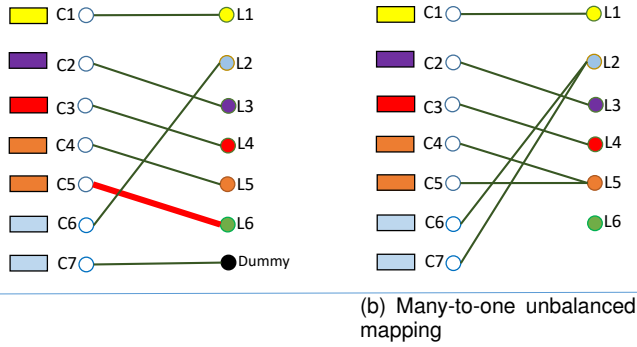 C1 L1
C2 L2
C3 L3
C4 L4
C5 L5
C6 L6
C7 Dummy
C1 L1
C2 L2
C3 L3
C4 L4
C5 L5
C6 L6
C7
(b) Many-to-one unbalanced
mapping